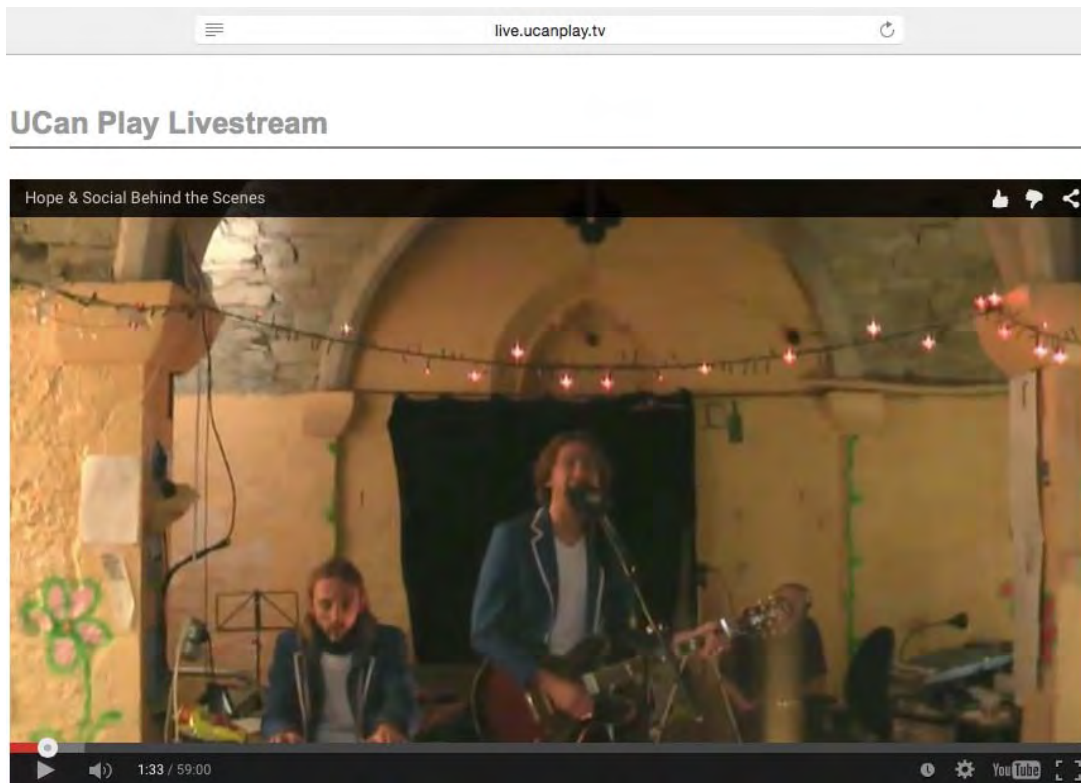 live.ucanplay.tv
UCan Play Livestream
Hope & Social Behind the Scenes
1:33 / 59:00
YouTube